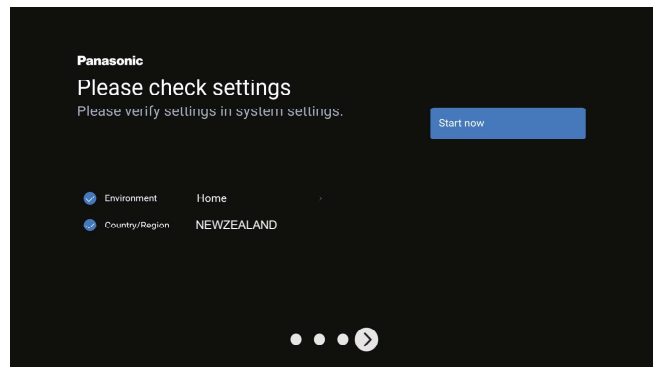 Panasonic
Please check settings
Please verify settings in system settings.
Start now
Environment Home
Country/Region NEWZEALAND